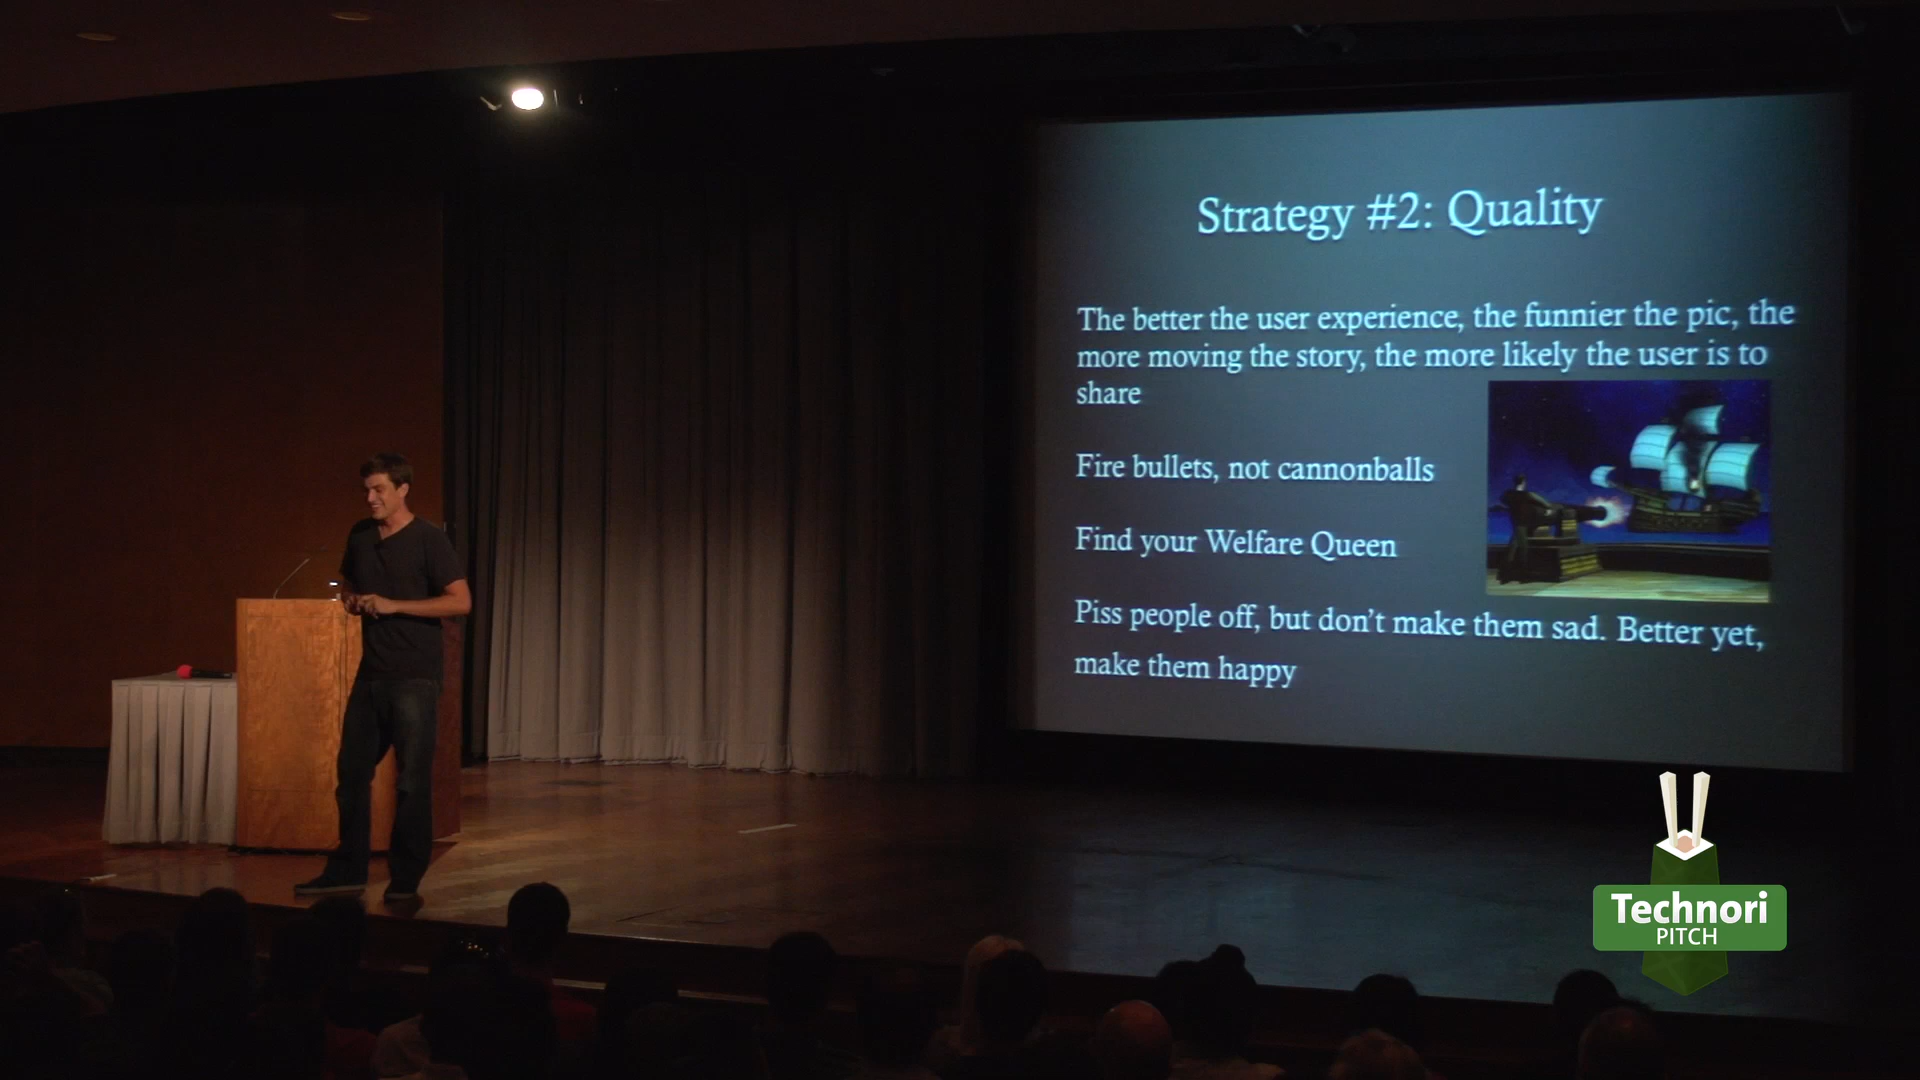 Strategy #2: Quality
The better the user experience, the funnier the pic, the
more moving the story, the more likely the user is to
share
Fire bullets, not cannonballs
Find your Welfare Queen
Piss people off, but don't make them sad. Better yet,
make them happy
Technori
PITCH